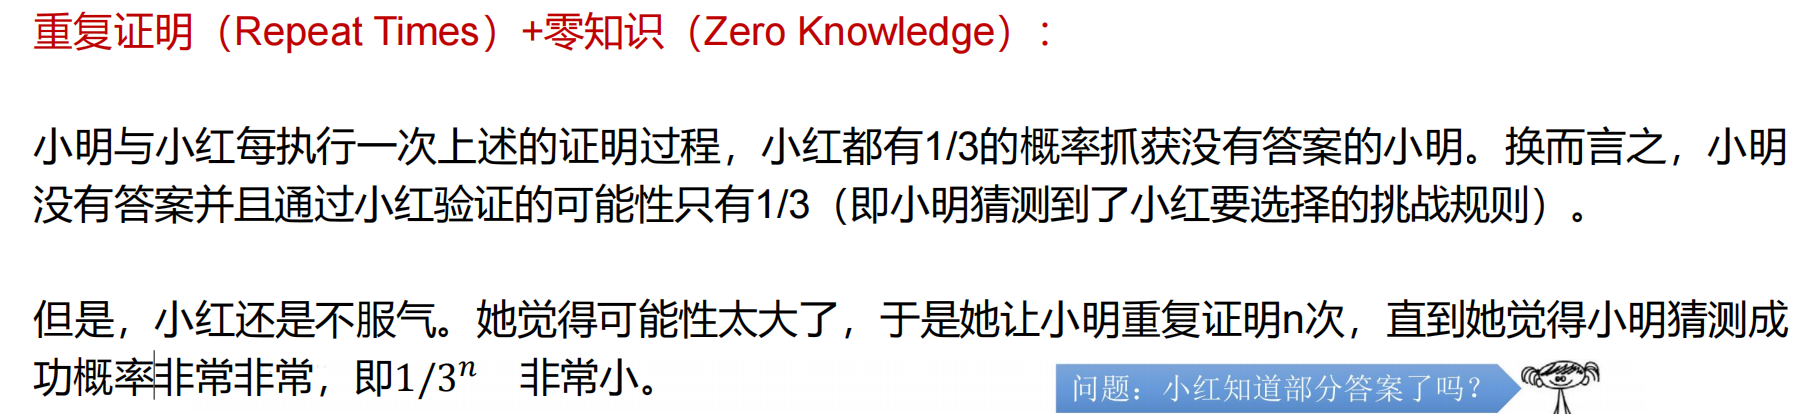 重复证明（Repeat Times）+零知识（Zero Knowledge）：
小明与小红每执行一次上述的证明过程，小红都有1/3的概率抓获没有答案的小明。换而言之，小明
没有答案并且通过小红验证的可能性只有1/3（即小明猜测到了小红要选择的挑战规则）。
但是，小红还是不服气。她觉得可能性太大了，于是她让小明重复证明n次，直到她觉得小明猜测成
功概率非常非常，即1/3ⁿ 非常小。
问题：小红知道部分答案了吗？